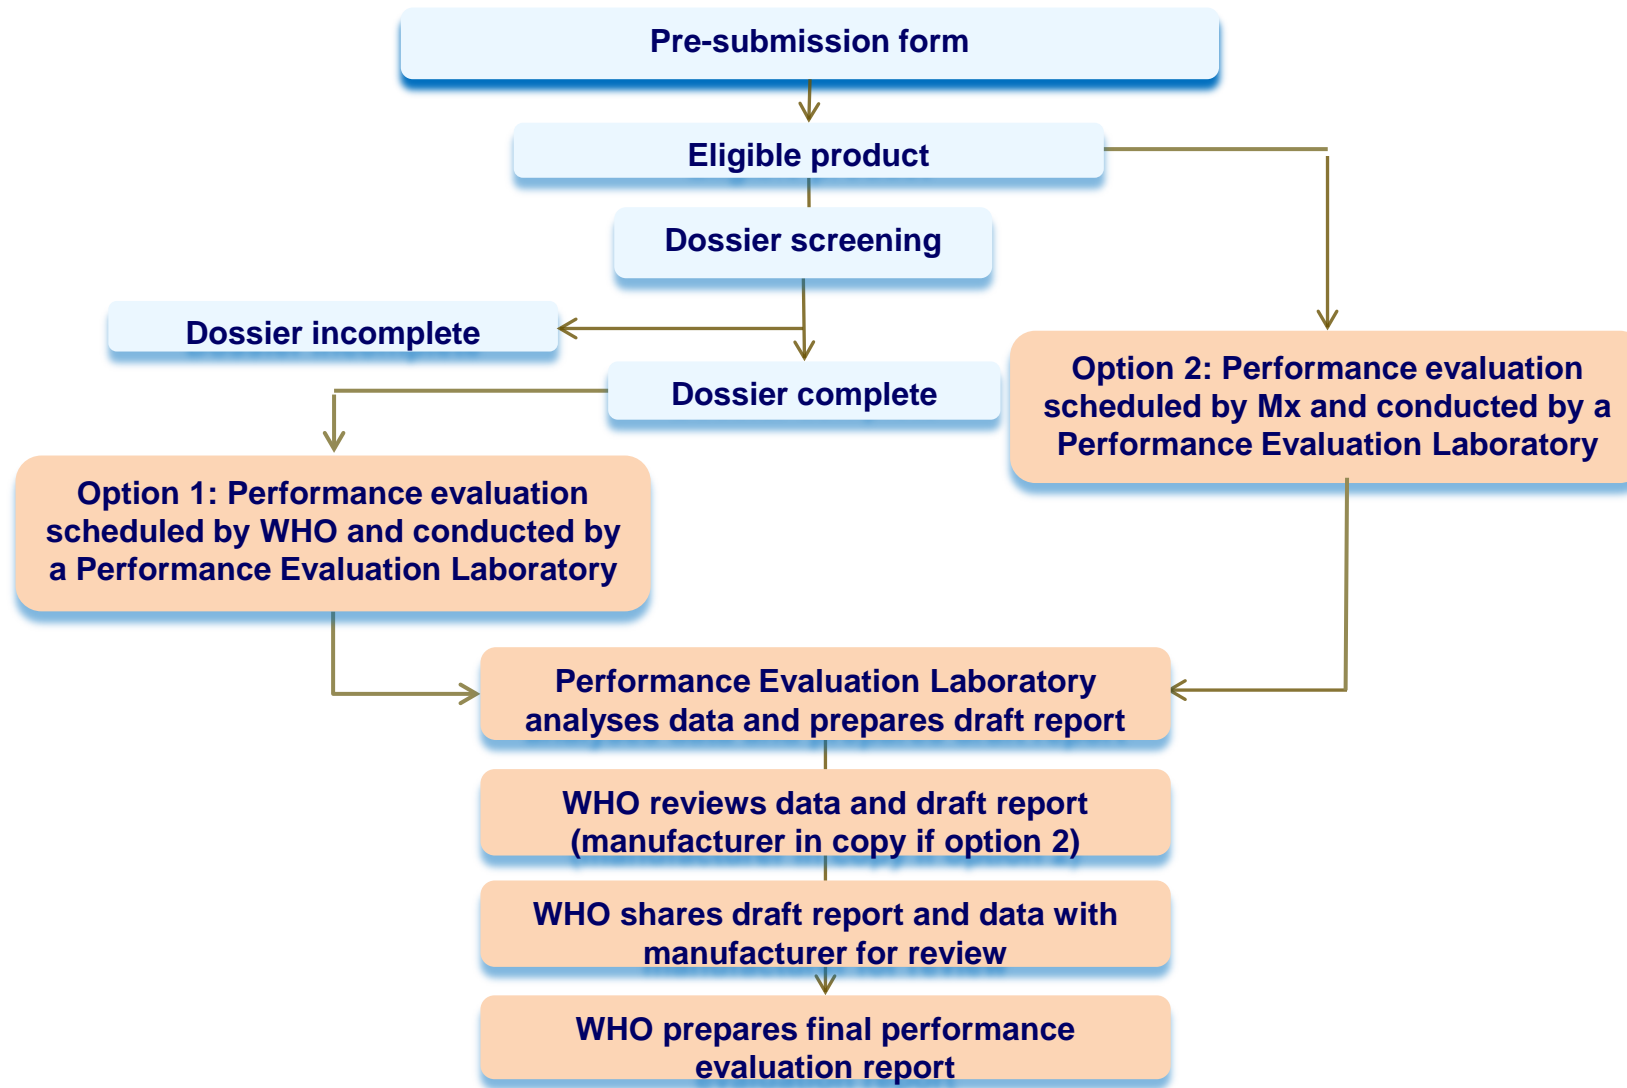 Pre-submission form
Eligible product
Dossier screening
Dossier incomplete
Dossier complete
Option 2: Performance evaluation
scheduled by Mx and conducted by a
Performance Evaluation Laboratory
Option 1: Performance evaluation
scheduled by WHO and conducted by
a Performance Evaluation Laboratory
Performance Evaluation Laboratory
analyses data and prepares draft report
WHO reviews data and draft report
(manufacturer in copy if option 2)
WHO shares draft report and data with
manufacturer for review
WHO prepares final performance
evaluation report